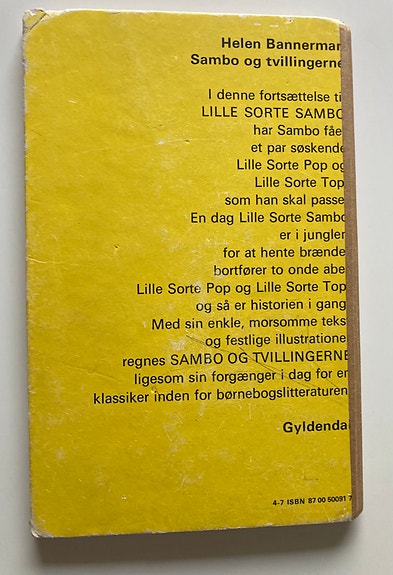 Helen Bannerman
Sambo og tvillingerne
I denne fortsættelse til
LILLE SORTE SAMBO
har Sambo fået
et par søskende
Lille Sorte Pop og
Lille Sorte Top
som han skal passe
En dag Lille Sorte Sambo
er i junglen
for at hente brænde
bortfører to onde aber
Lille Sorte Pop og Lille Sorte Top
og så er historien i gang
Med sin enkle, morsomme tekst
og festlige illustrationer
regnes SAMBO OG TVILLINGERNE
ligesom sin forgænger i dag for en
klassiker inden for børnebogslitteraturen
Gyldendal
4-7 ISBN 87 00 50091 7